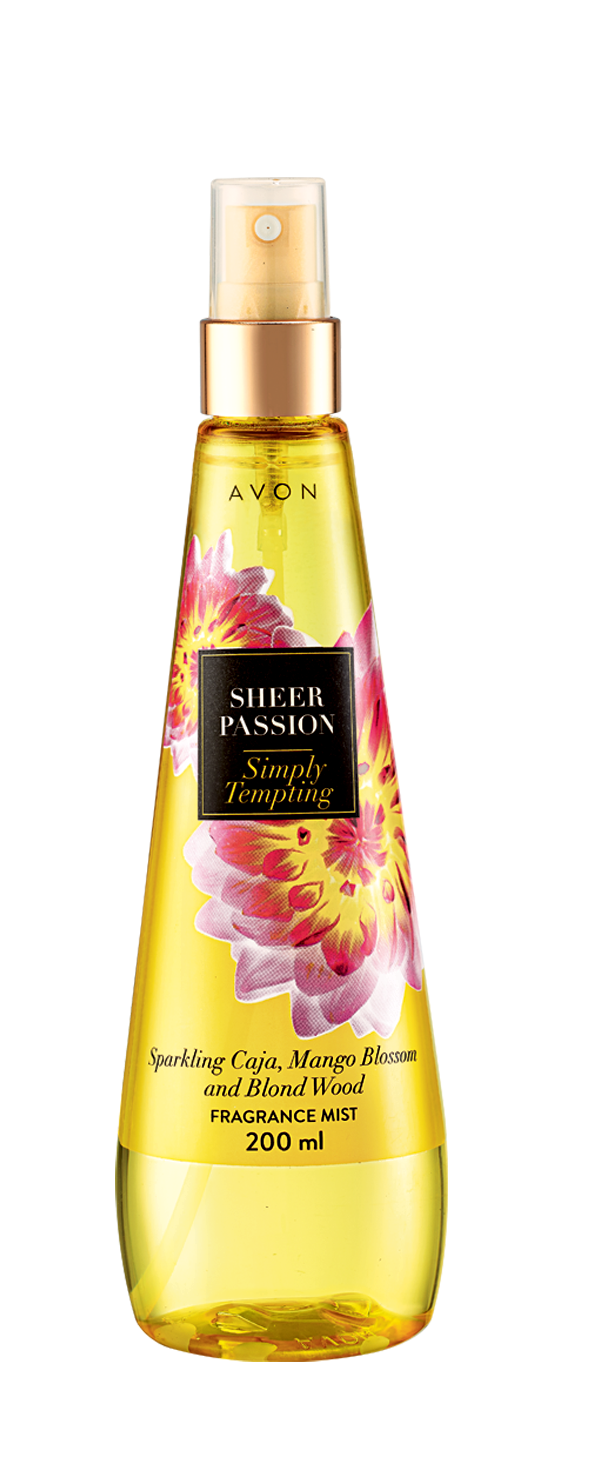 AVON
SHEER
PASSION
Simply
Tempting
Sparkling Caja, Mango Blossom
and Blond Wood
FRAGRANCE MIST
200 ml